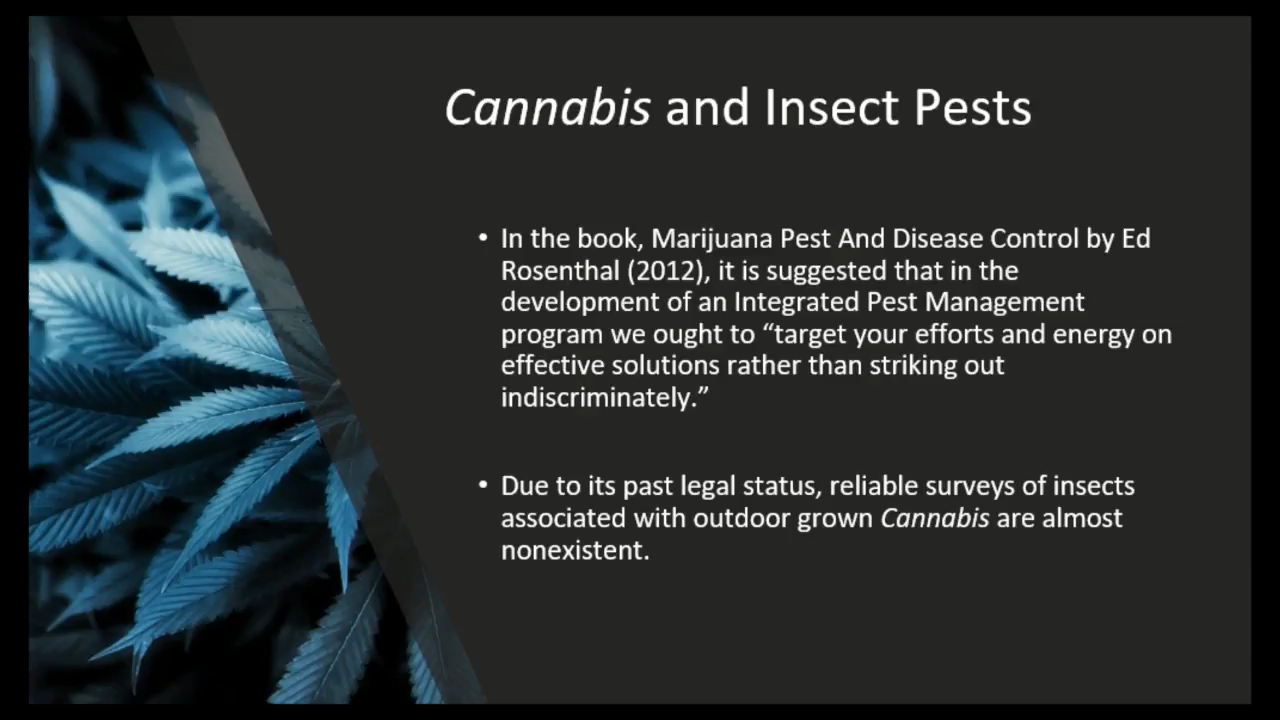 Cannabis and Insect Pests
• In the book, Marijuana Pest And Disease Control by Ed
Rosenthal (2012), it is suggested that in the
development of an Integrated Pest Management
program we ought to “target your efforts and energy on
effective solutions rather than striking out
indiscriminately.”
• Due to its past legal status, reliable surveys of insects
associated with outdoor grown Cannabis are almost
nonexistent.